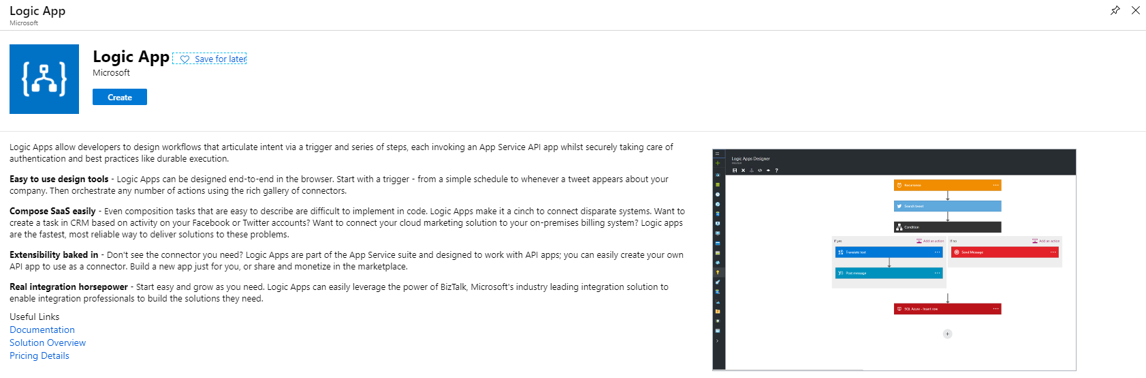 Logic App
Microsoft
Logic App
Save for later
Microsoft
Create
Logic Apps allow developers to design workflows that articulate intent via a trigger and series of steps, each invoking an App Service API app whilst securely taking care of
authentication and best practices like durable execution.
Easy to use design tools - Logic Apps can be designed end-to-end in the browser. Start with a trigger - from a simple schedule to whenever a tweet appears about your
company. Then orchestrate any number of actions using the rich gallery of connectors.
Compose SaaS easily - Even composition tasks that are easy to describe are difficult to implement in code. Logic Apps make it a cinch to connect disparate systems. Want to
create a task in CRM based on activity on your Facebook or Twitter accounts? Want to connect your cloud marketing solution to your on-premises billing system? Logic apps
are the fastest, most reliable way to deliver solutions to these problems.
Extensibility baked in - Don't see the connector you need? Logic Apps are part of the App Service suite and designed to work with API apps; you can easily create your own
API app to use as a connector. Build a new app just for you, or share and monetize in the marketplace.
Real integration horsepower - Start easy and grow as you need. Logic Apps can easily leverage the power of BizTalk, Microsoft's industry leading integration solution to
enable integration professionals to build the solutions they need.
Useful Links
Documentation
Solution Overview
Pricing Details
Logic Apps Designer
Condition
Add an action
Add an action
Send Message